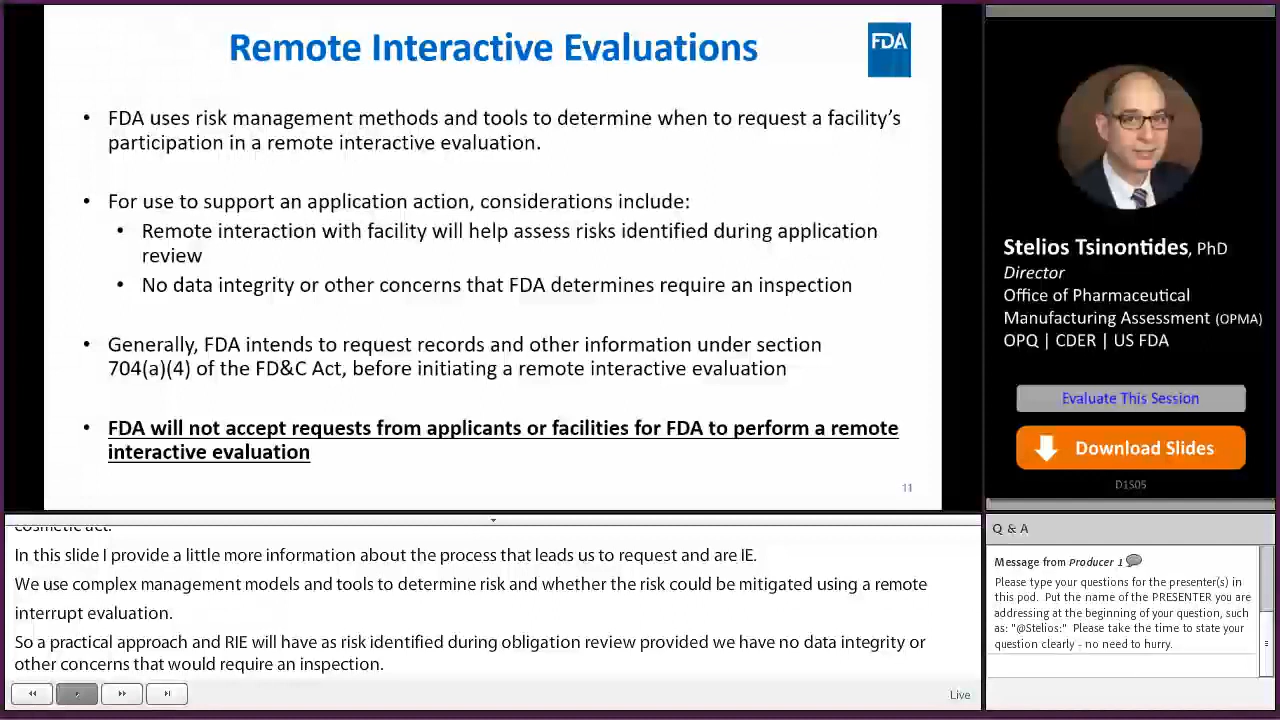 Remote Interactive Evaluations
FDA
• FDA uses risk management methods and tools to determine when to request a facility's
participation in a remote interactive evaluation.
• For use to support an application action, considerations include:
• Remote interaction with facility will help assess risks identified during application
review
• No data integrity or other concerns that FDA determines require an inspection
• Generally, FDA intends to request records and other information under section
704(a)(4) of the FD&C Act, before initiating a remote interactive evaluation
• FDA will not accept requests from applicants or facilities for FDA to perform a remote
interactive evaluation
11
Stelios Tsinontides, PhD
Director
Office of Pharmaceutical
Manufacturing Assessment (OPMA)
OPQ | CDER | US FDA
Evaluate This Session
Download Slides
D1S05
cosmetic act.
In this slide I provide a little more information about the process that leads us to request and are IE.
We use complex management models and tools to determine risk and whether the risk could be mitigated using a remote
interrupt evaluation.
So a practical approach and RIE will have as risk identified during obligation review provided we have no data integrity or
other concerns that would require an inspection.
Live
Q & A
Message from Producer 1
Please type your questions for the presenter(s) in
this pod. Put the name of the PRESENTER you are
addressing at the beginning of your question, such
as: "@Stelios:" Please take the time to state your
question clearly - no need to hurry.